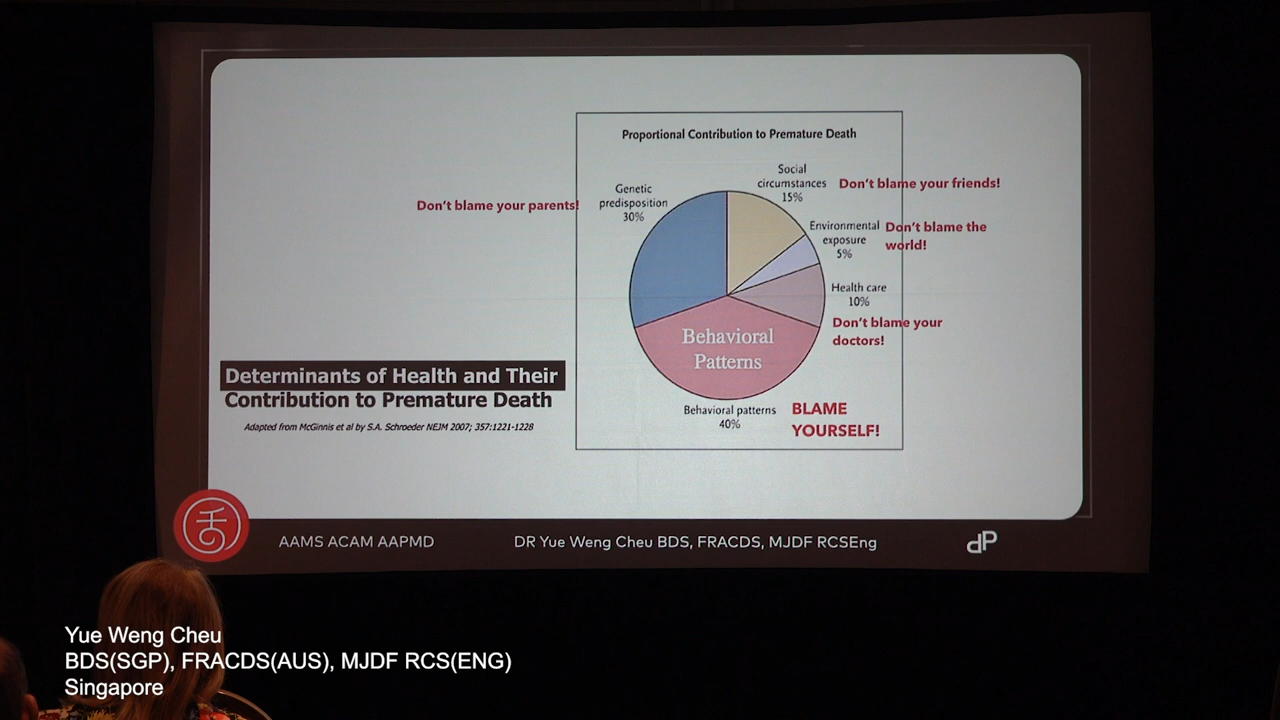 Proportional Contribution to Premature Death
Social
circumstances
15%
Don't blame your friends!
Genetic
predisposition
30%
Don't blame your parents!
Environmental
exposure
5%
Don't blame the
world!
Health care
10%
Don't blame your
doctors!
Behavioral
Patterns
Behavioral patterns
40%
BLAME
YOURSELF!
Determinants of Health and Their
Contribution to Premature Death
Adapted from McGinnis et al by S.A. Schroeder NEJM 2007; 357:1221-1228
舌
AAMS ACAM AAPMD
DR Yue Weng Cheu BDS, FRACDS, MJDF RCSEng
dP
Yue Weng Cheu
BDS(SGP), FRACDS(AUS), MJDF RCS(ENG)
Singapore